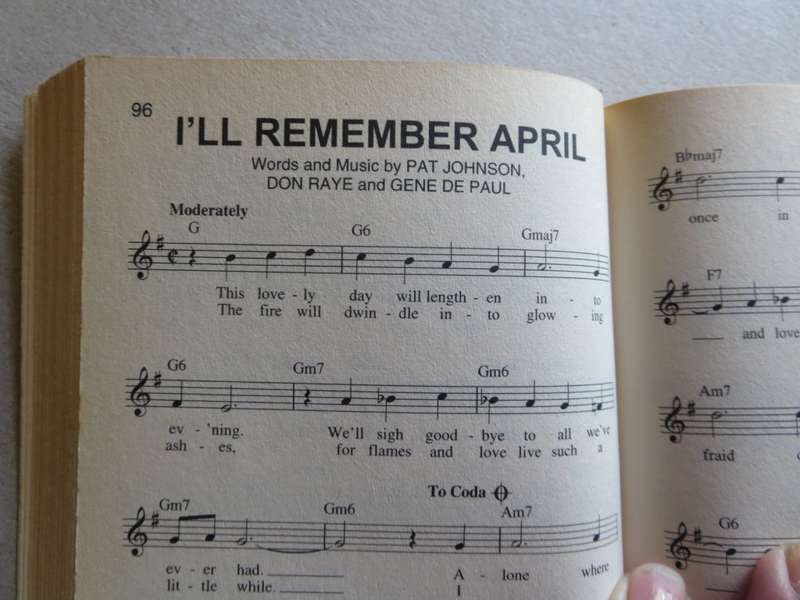 96
I'LL REMEMBER APRIL
Words and Music by PAT JOHNSON,
DON RAYE and GENE DE PAUL
Moderately
G G6 Gmaj7
This love - ly day will length - en in - to
The fire will dwin - dle in - to glow - ing
G6 Gm7 Gm6
ev - 'ning. We'll sigh good - bye to all we've
ash - es, for flames and love live such a
To Coda
Gm7 Gm6 Am7
ev - er had. A - lone where
lit - tle while. I
B♭maj7
once in
F7
and love
Am7
fraid
G6